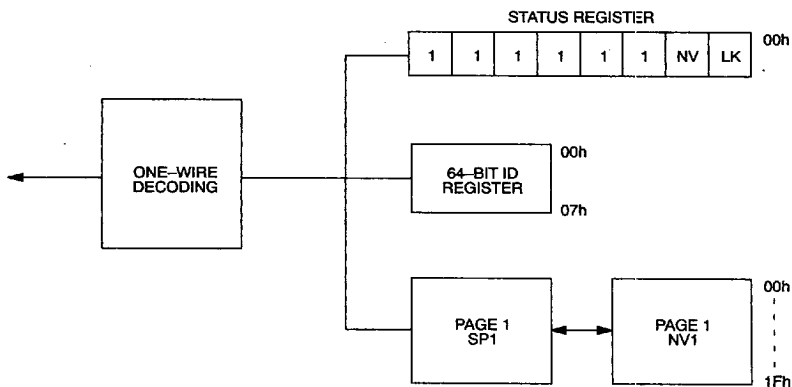 STATUS REGISTER
1 1 1 1 1 1 NV LK
00h
ONE–WIRE
DECODING
64–BIT ID
REGISTER
00h
07h
PAGE 1
SP1
PAGE 1
NV1
00h
1Fh